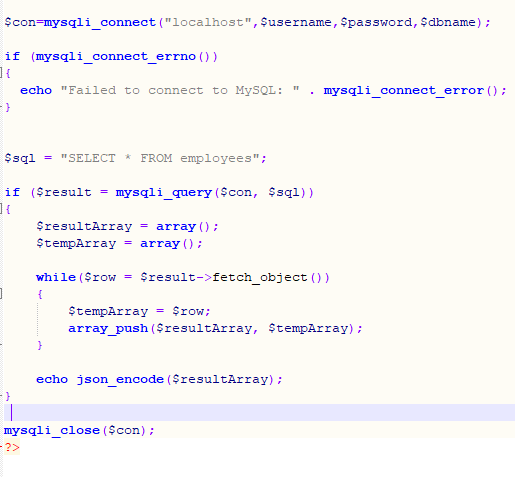 $con=mysqli_connect("localhost",$username,$password,$dbname);
if (mysqli_connect_errno())
{
echo "Failed to connect to MySQL: " . mysqli_connect_error();
}
$sql = "SELECT * FROM employees";
if ($result = mysqli_query($con, $sql))
{
$resultArray = array();
$tempArray = array();
while($row = $result->fetch_object())
{
$tempArray = $row;
array_push($resultArray, $tempArray);
}
echo json_encode($resultArray);
}
mysqli_close($con);
?>